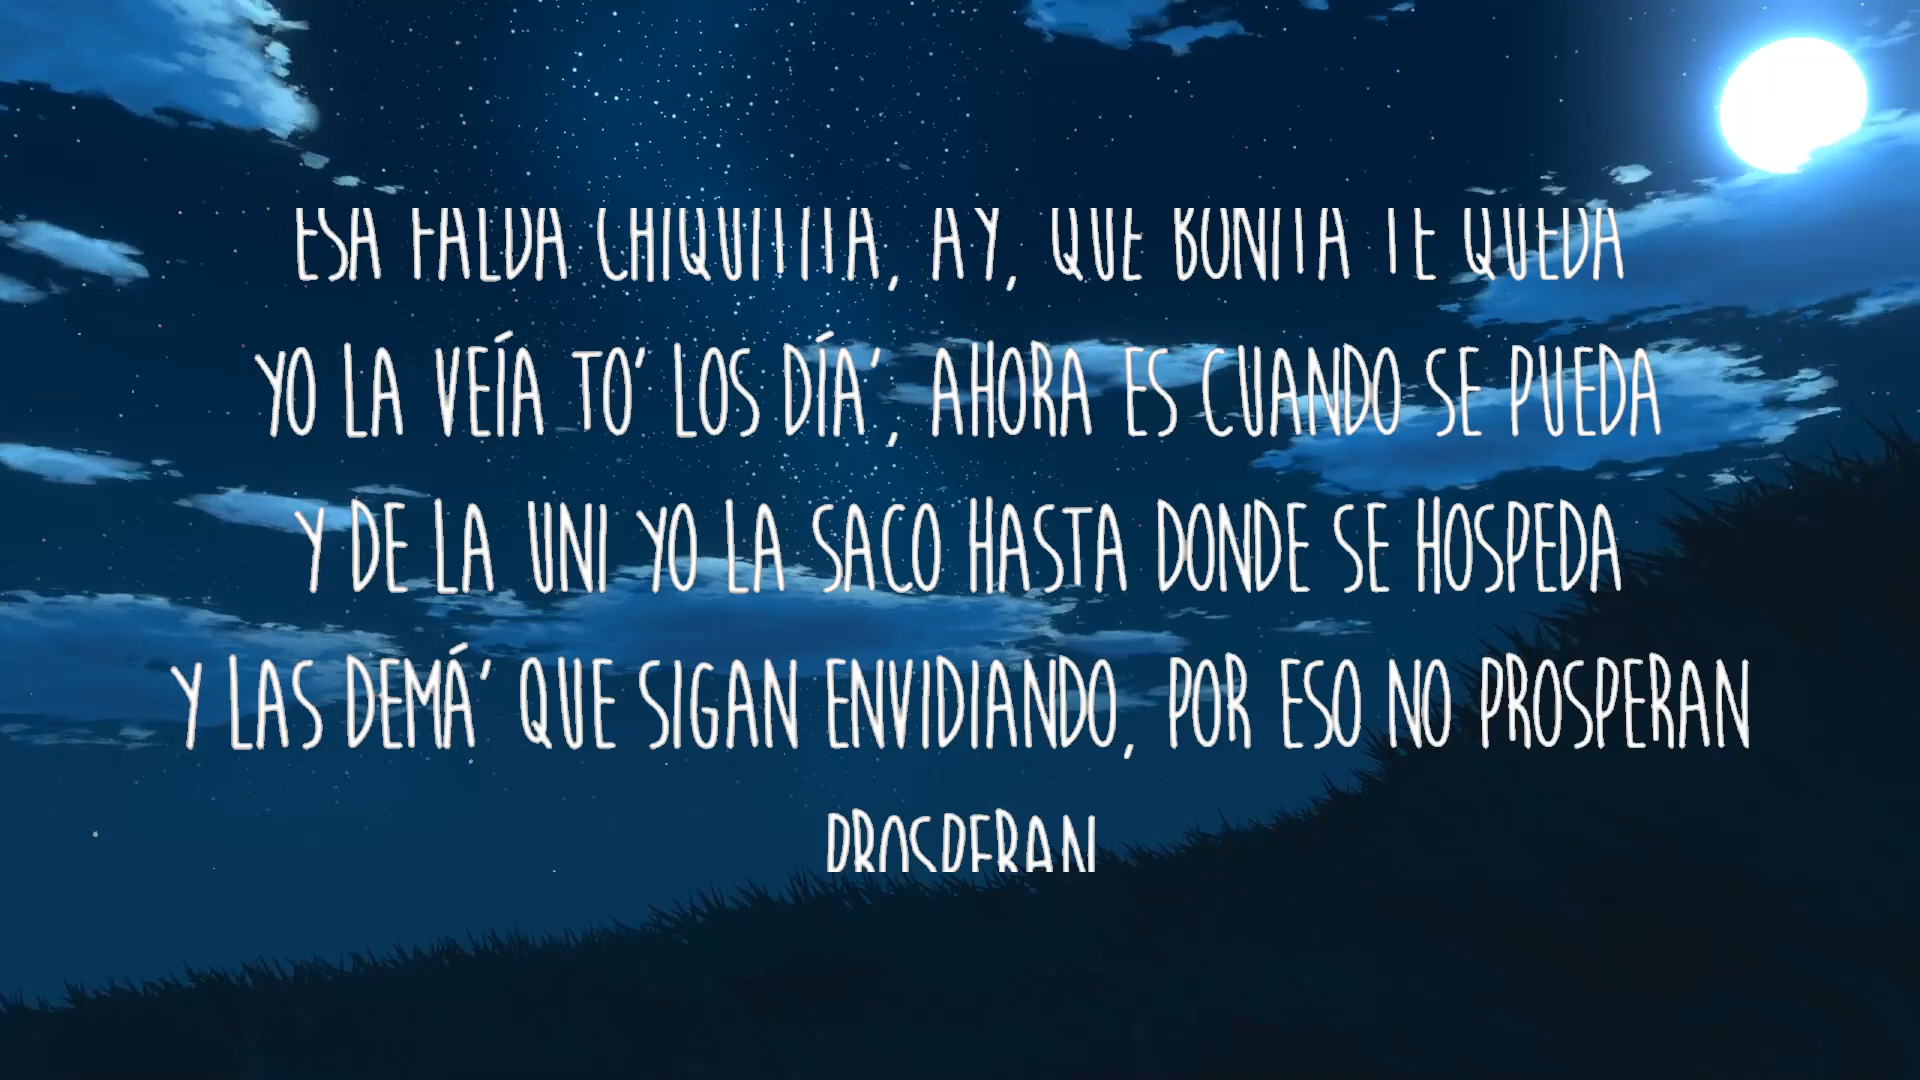 ESA FALDA CHIQUITITA, AY, QUE BONITA TE QUEDA
YO LA VEÍA TO' LOS DÍA', AHORA ES CUANDO SE PUEDA
Y DE LA UNI YO LA SACO HASTA DONDE SE HOSPEDA
Y LAS DEMÁ' QUE SIGAN ENVIDIANDO, POR ESO NO PROSPERAN
PROSPERAN